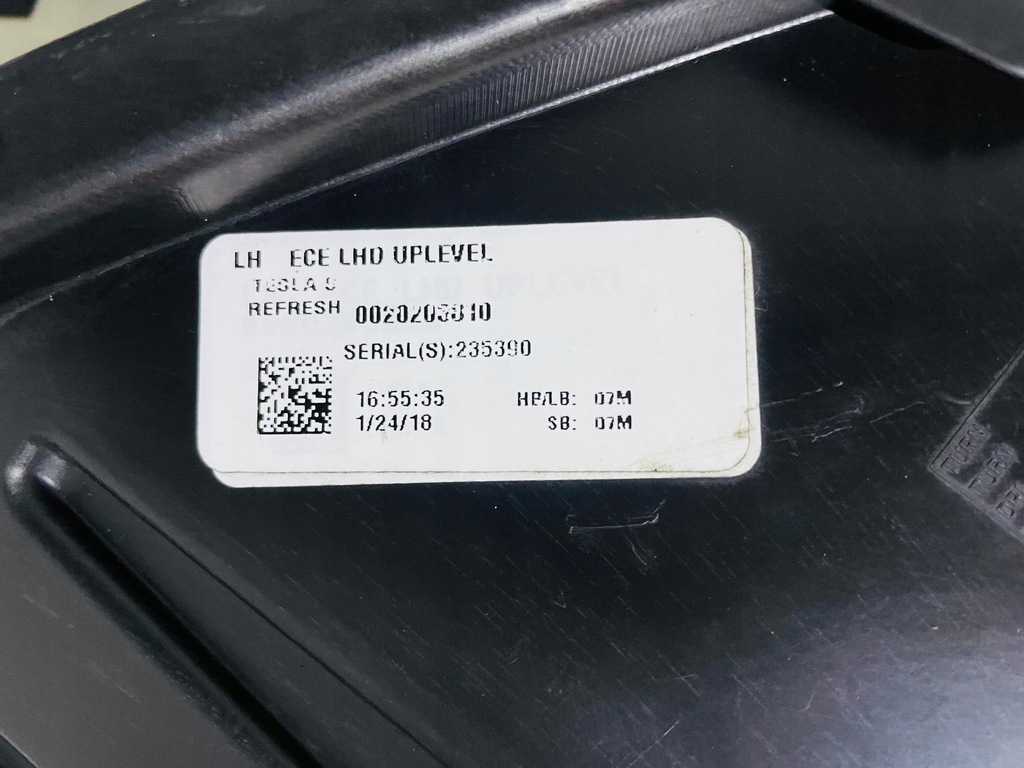 LH ECE LHD UPLEVEL
TESLA S
REFRESH
SERIAL(S):235390
16:55:35 HB/LB: 07M
1/24/18 SB: 07M
TURN